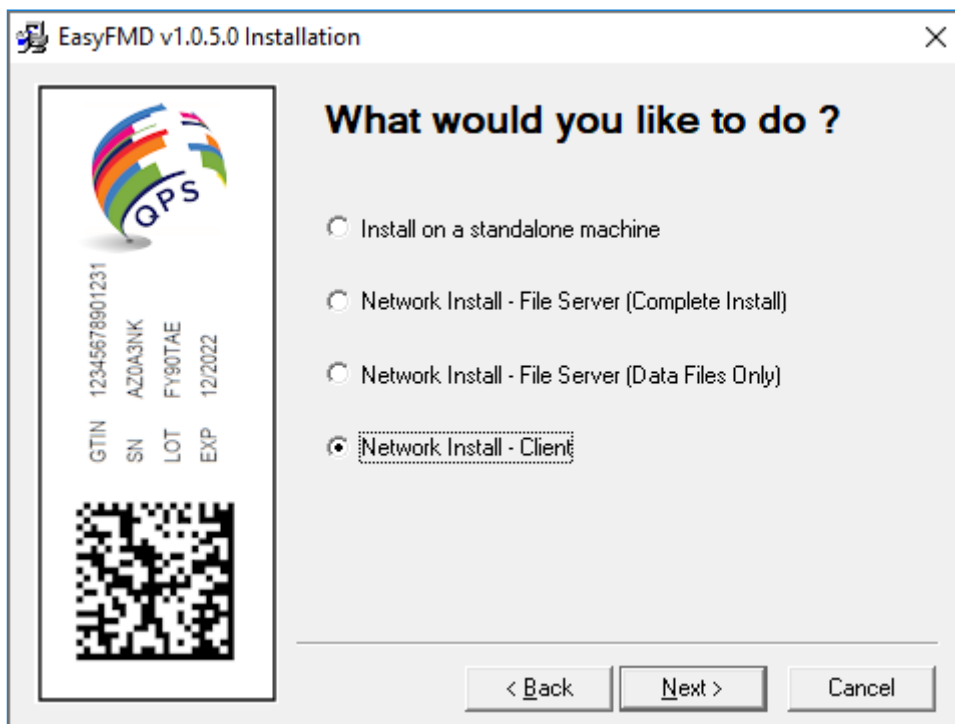 EasyFMD v1.0.5.0 Installation
QPS
GTIN 12345678901231
SN AZ0A3NK
LOT FY90TAE
EXP 12/2022
What would you like to do ?
Install on a standalone machine
Network Install - File Server (Complete Install)
Network Install - File Server (Data Files Only)
Network Install - Client
< Back
Next >
Cancel